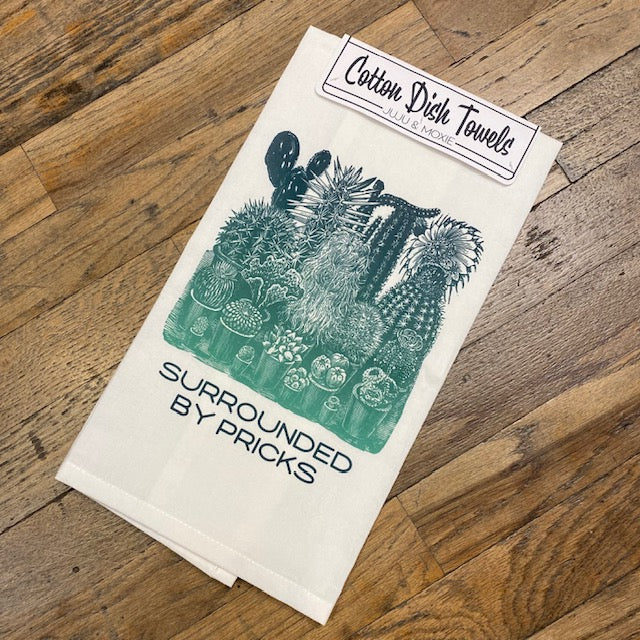 Cotton Dish Towels
JUJU & MOXIE
SURROUNDED
BY PRICKS